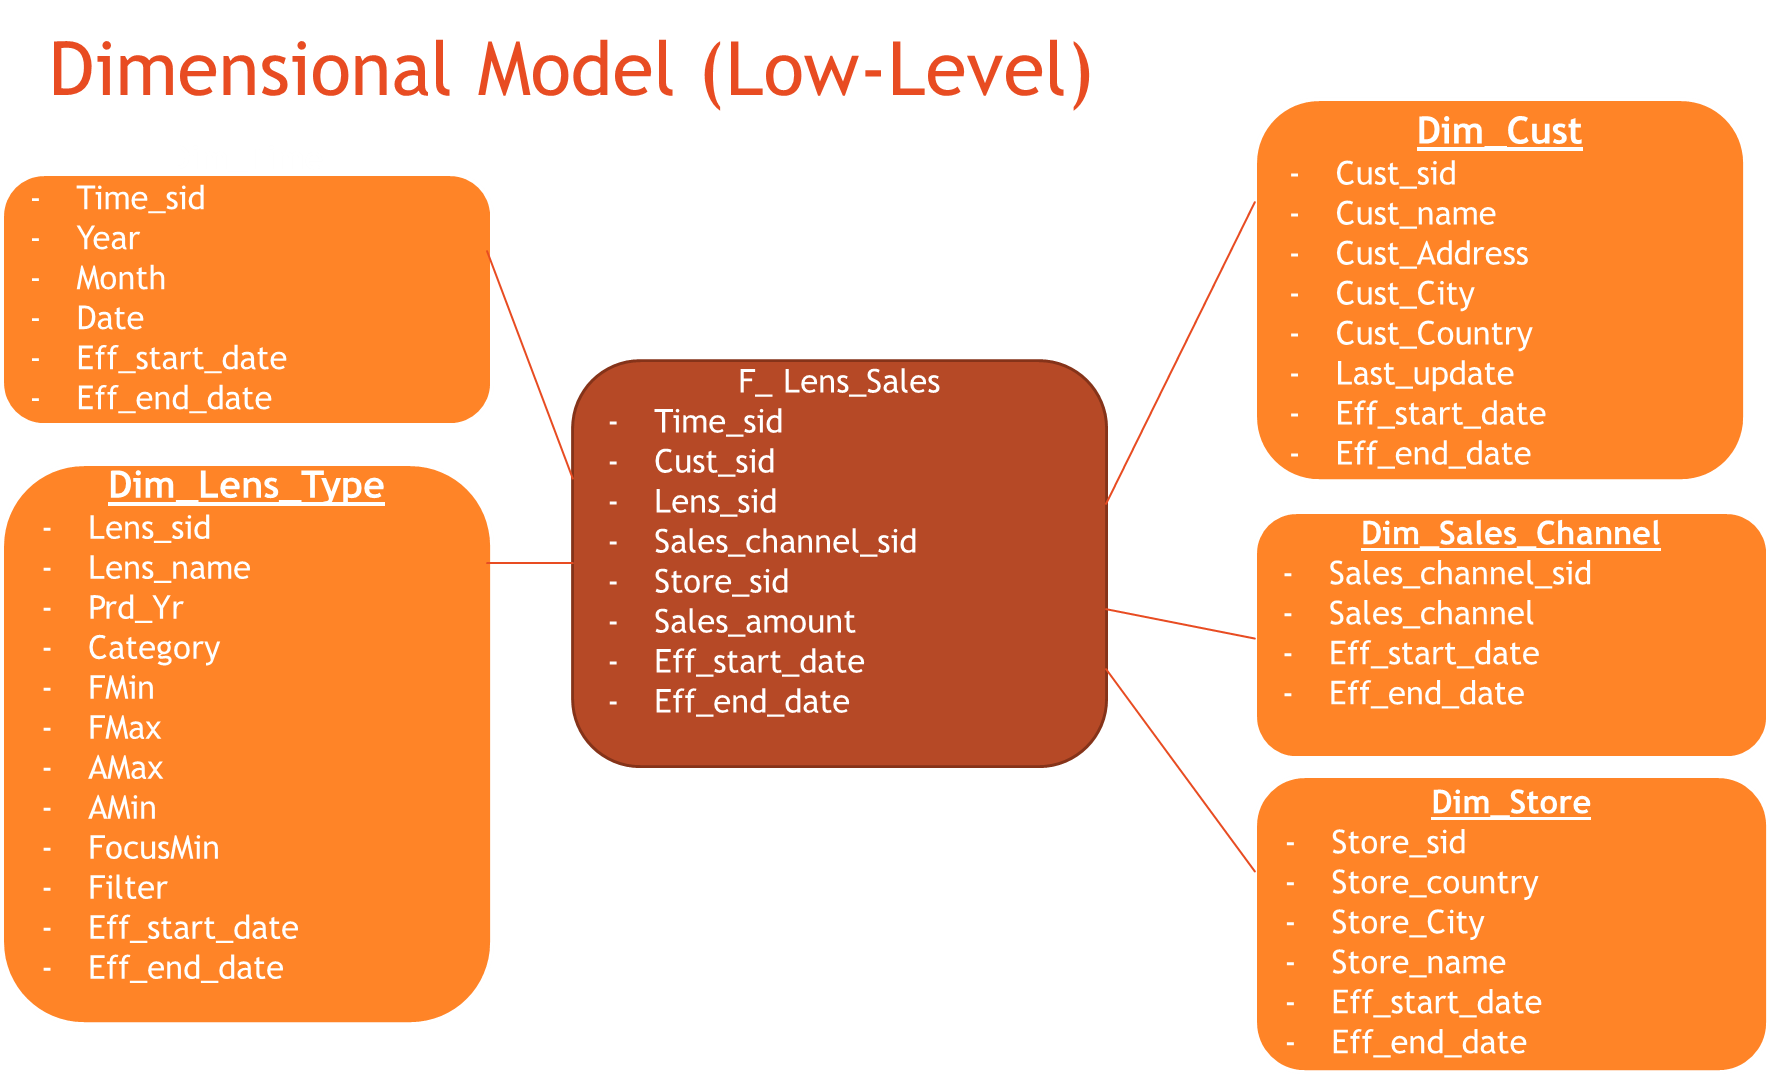 Dimensional Model (Low-Level)
- Time_sid
- Year
- Month
- Date
- Eff_start_date
- Eff_end_date
Dim_Lens_Type
- Lens_sid
- Lens_name
- Prd_Yr
- Category
- FMin
- FMax
- AMax
- AMin
- FocusMin
- Filter
- Eff_start_date
- Eff_end_date
F_ Lens_Sales
- Time_sid
- Cust_sid
- Lens_sid
- Sales_channel_sid
- Store_sid
- Sales_amount
- Eff_start_date
- Eff_end_date
Dim_Cust
- Cust_sid
- Cust_name
- Cust_Address
- Cust_City
- Cust_Country
- Last_update
- Eff_start_date
- Eff_end_date
Dim_Sales_Channel
- Sales_channel_sid
- Sales_channel
- Eff_start_date
- Eff_end_date
Dim_Store
- Store_sid
- Store_country
- Store_City
- Store_name
- Eff_start_date
- Eff_end_date